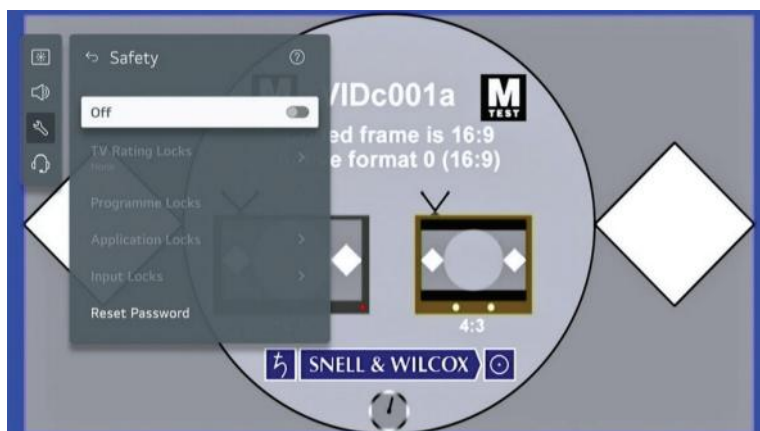 Safety
Off
TV Rating Locks
None
Programme Locks
Application Locks
Input Locks
Reset Password
VIDc001a
M
TEST
ed frame is 16:9
e format 0 (16:9)
4:3
SNELL & WILCOX